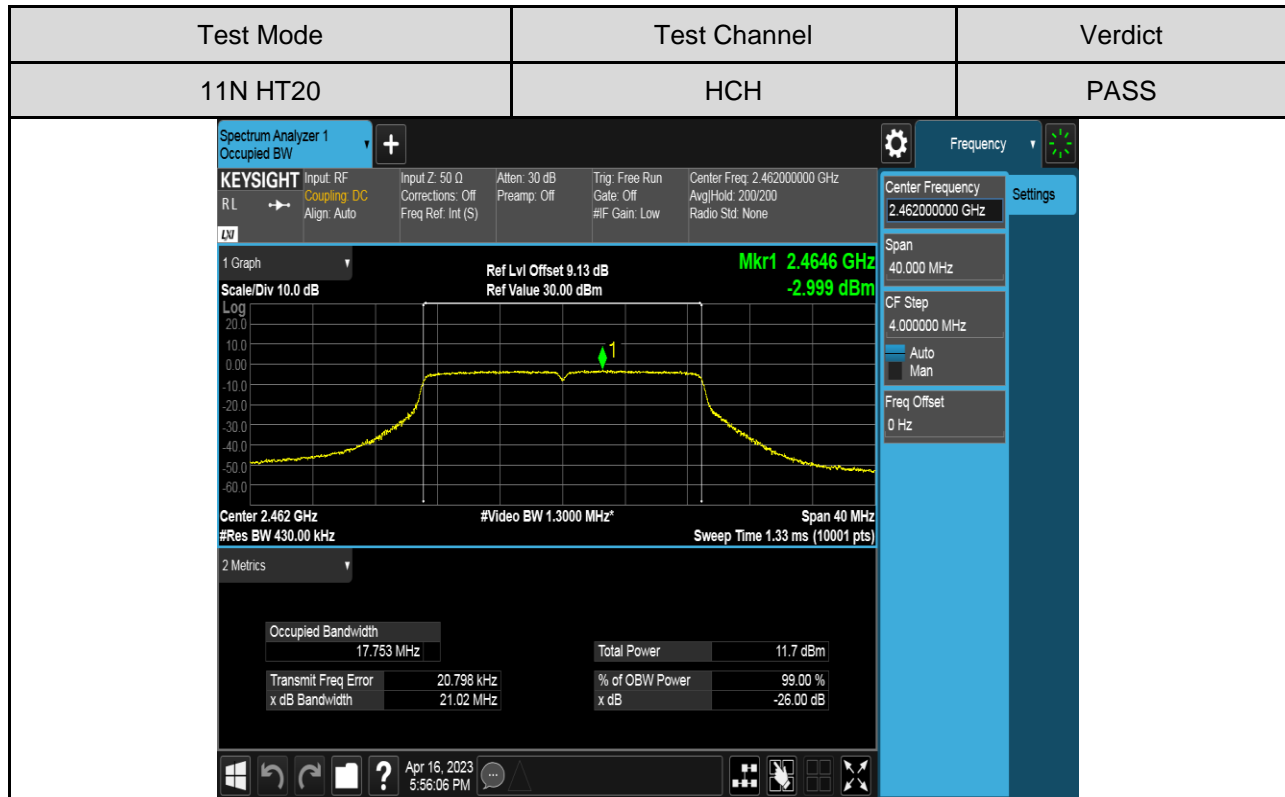 Test Mode Test Channel Verdict
11N HT20 HCH PASS
Spectrum Analyzer 1
Occupied BW
+
Frequency
KEYSIGHT Input: RF Input Z: 50 Ω Atten: 30 dB Trig: Free Run Center Freq: 2.462000000 GHz
RL Coupling: DC Corrections: Off Preamp: Off Gate: Off Avg|Hold: 200/200
Align: Auto Freq Ref: Int (S) #IF Gain: Low Radio Std: None
LXI
Center Frequency
2.462000000 GHz
Settings
Span
40.000 MHz
CF Step
4.000000 MHz
Auto
Man
Freq Offset
0 Hz
1 Graph Ref Lvl Offset 9.13 dB Mkr1 2.4646 GHz
Scale/Div 10.0 dB Ref Value 30.00 dBm -2.999 dBm
Log
20.0
10.0
1
0.00
-10.0
-20.0
-30.0
-40.0
-50.0
-60.0
Center 2.462 GHz #Video BW 1.3000 MHz* Span 40 MHz
#Res BW 430.00 kHz Sweep Time 1.33 ms (10001 pts)
2 Metrics
Occupied Bandwidth
17.753 MHz Total Power 11.7 dBm
Transmit Freq Error 20.798 kHz % of OBW Power 99.00 %
x dB Bandwidth 21.02 MHz x dB -26.00 dB
? Apr 16, 2023
5:56:06 PM